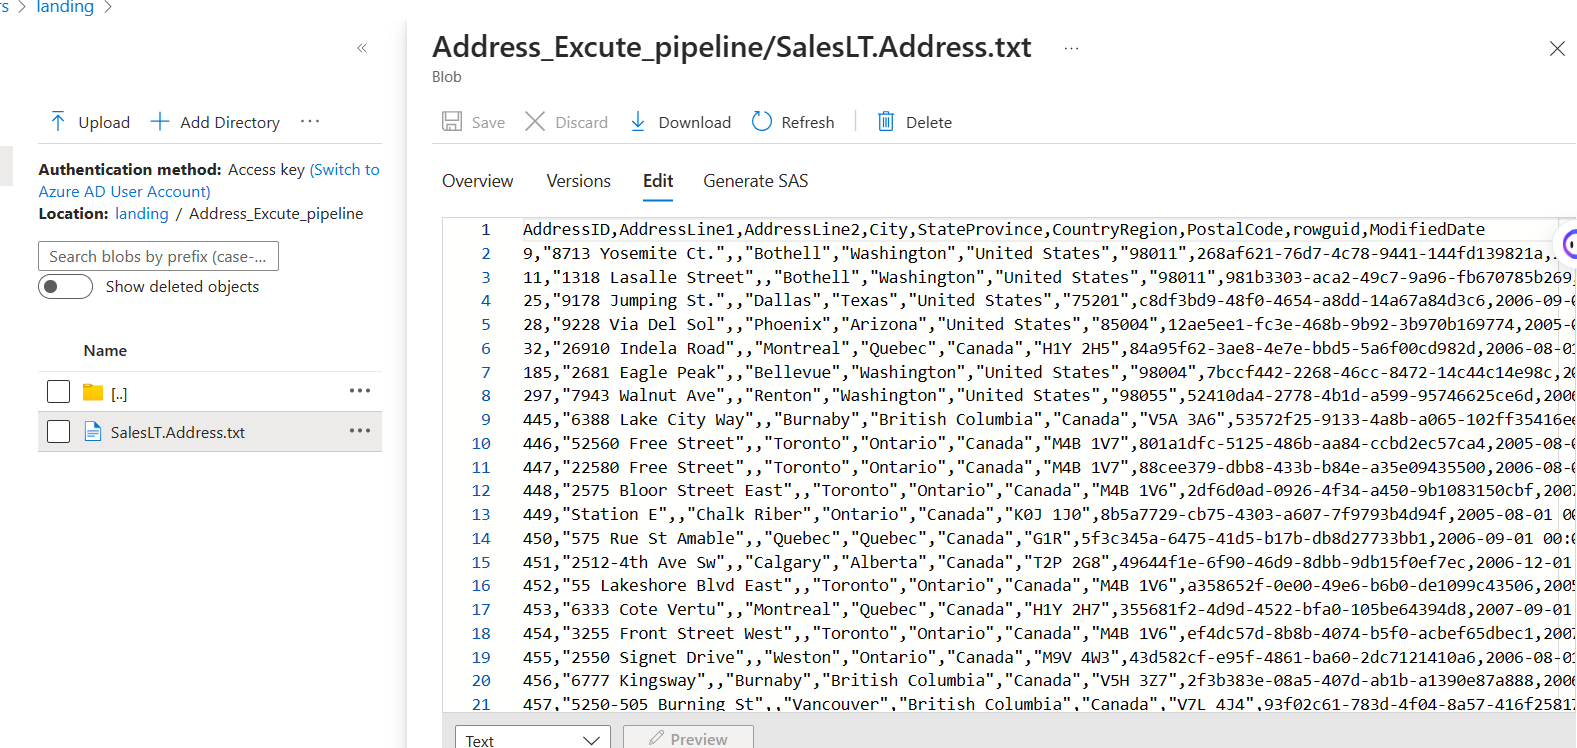 rs > landing >
«
Upload + Add Directory ...
Authentication method: Access key (Switch to
Azure AD User Account)
Location: landing / Address_Excute_pipeline
Search blobs by prefix (case-...
Show deleted objects
Name
[..] ...
SalesLT.Address.txt ...
Address_Excute_pipeline/SalesLT.Address.txt ...
Blob
Save Discard Download Refresh Delete
Overview Versions Edit Generate SAS
1 AddressID,AddressLine1,AddressLine2,City,StateProvince,CountryRegion,PostalCode,rowguid,ModifiedDate
2 9,"8713 Yosemite Ct.",,"Bothell","Washington","United States","98011",268af621-76d7-4c78-9441-144fd139821a,
3 11,"1318 Lasalle Street",,"Bothell","Washington","United States","98011",981b3303-aca2-49c7-9a96-fb670785b269,
4 25,"9178 Jumping St.",,"Dallas","Texas","United States","75201",c8df3bd9-48f0-4654-a8dd-14a67a84d3c6,2006-09-0
5 28,"9228 Via Del Sol",,"Phoenix","Arizona","United States","85004",12ae5ee1-fc3e-468b-9b92-3b970b169774,2005-0
6 32,"26910 Indela Road",,"Montreal","Quebec","Canada","H1Y 2H5",84a95f62-3ae8-4e7e-bbd5-5a6f00cd982d,2006-08-01
7 185,"2681 Eagle Peak",,"Bellevue","Washington","United States","98004",7bccf442-2268-46cc-8472-14c44c14e98c,20
8 297,"7943 Walnut Ave",,"Renton","Washington","United States","98055",52410da4-2778-4b1d-a599-95746625ce6d,2006
9 445,"6388 Lake City Way",,"Burnaby","British Columbia","Canada","V5A 3A6",53572f25-9133-4a8b-a065-102ff35416ee
10 446,"52560 Free Street",,"Toronto","Ontario","Canada","M4B 1V7",801a1dfc-5125-486b-aa84-ccbd2ec57ca4,2005-08-0
11 447,"22580 Free Street",,"Toronto","Ontario","Canada","M4B 1V7",88cee379-dbb8-433b-b84e-a35e09435500,2006-08-0
12 448,"2575 Bloor Street East",,"Toronto","Ontario","Canada","M4B 1V6",2df6d0ad-0926-4f34-a450-9b1083150cbf,2007
13 449,"Station E",,"Chalk Riber","Ontario","Canada","K0J 1J0",8b5a7729-cb75-4303-a607-7f9793b4d94f,2005-08-01 00
14 450,"575 Rue St Amable",,"Quebec","Quebec","Canada","G1R",5f3c345a-6475-41d5-b17b-db8d27733bb1,2006-09-01 00:0
15 451,"2512-4th Ave Sw",,"Calgary","Alberta","Canada","T2P 2G8",49644f1e-6f90-46d9-8dbb-9db15f0ef7ec,2006-12-01
16 452,"55 Lakeshore Blvd East",,"Toronto","Ontario","Canada","M4B 1V6",a358652f-0e00-49e6-b6b0-de1099c43506,2005
17 453,"6333 Cote Vertu",,"Montreal","Quebec","Canada","H1Y 2H7",355681f2-4d9d-4522-bfa0-105be64394d8,2007-09-01
18 454,"3255 Front Street West",,"Toronto","Ontario","Canada","M4B 1V6",ef4dc57d-8b8b-4074-b5f0-acbef65dbec1,2007
19 455,"2550 Signet Drive",,"Weston","Ontario","Canada","M9V 4W3",43d582cf-e95f-4861-ba60-2dc7121410a6,2006-08-01
20 456,"6777 Kingsway",,"Burnaby","British Columbia","Canada","V5H 3Z7",2f3b383e-08a5-407d-ab1b-a1390e87a888,2006
21 457,"5250-505 Burning St",,"Vancouver","British Columbia","Canada","V7L 4J4",93f02c61-783d-4f04-8a57-416f25817
Text Preview